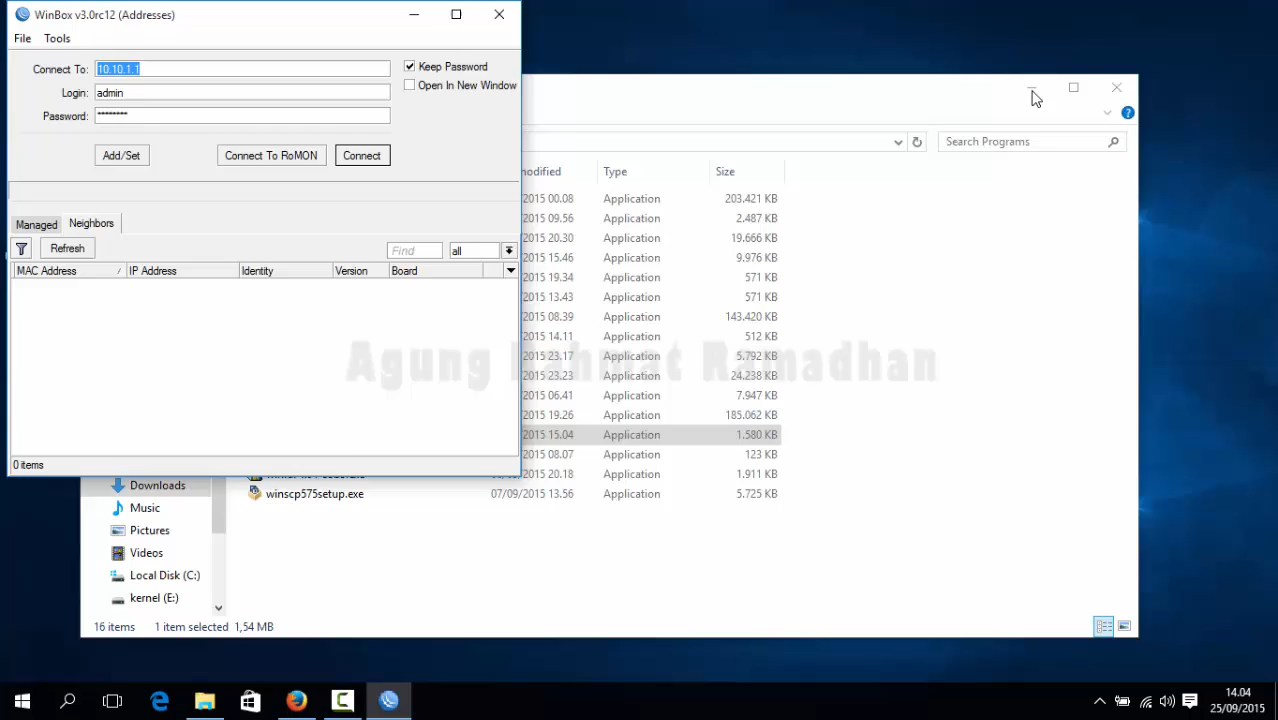 WinBox v3.0rc12 (Addresses)
File Tools
Connect To: 10.10.1.1
Keep Password
Open In New Window
Login: admin
Password: ********
Add/Set Connect To RoMON Connect
Managed Neighbors
Refresh Find all
MAC Address IP Address Identity Version Board
0 items
Search Programs
modified Type Size
2015 00.08 Application 203.421 KB
2015 09.56 Application 2.487 KB
2015 20.30 Application 19.666 KB
2015 15.46 Application 9.976 KB
2015 19.34 Application 571 KB
2015 13.43 Application 571 KB
2015 08.39 Application 143.420 KB
2015 14.11 Application 512 KB
2015 23.17 Application 5.792 KB
2015 23.23 Application 24.238 KB
2015 06.41 Application 7.947 KB
2015 19.26 Application 185.062 KB
2015 15.04 Application 1.580 KB
2015 08.07 Application 123 KB
2015 20.18 Application 1.911 KB
winscp575setup.exe 07/09/2015 13.56 Application 5.725 KB
Agung Rahmat Ramadhan
Downloads
Music
Pictures
Videos
Local Disk (C:)
kernel (E:)
16 items 1 item selected 1,54 MB
14.04
25/09/2015